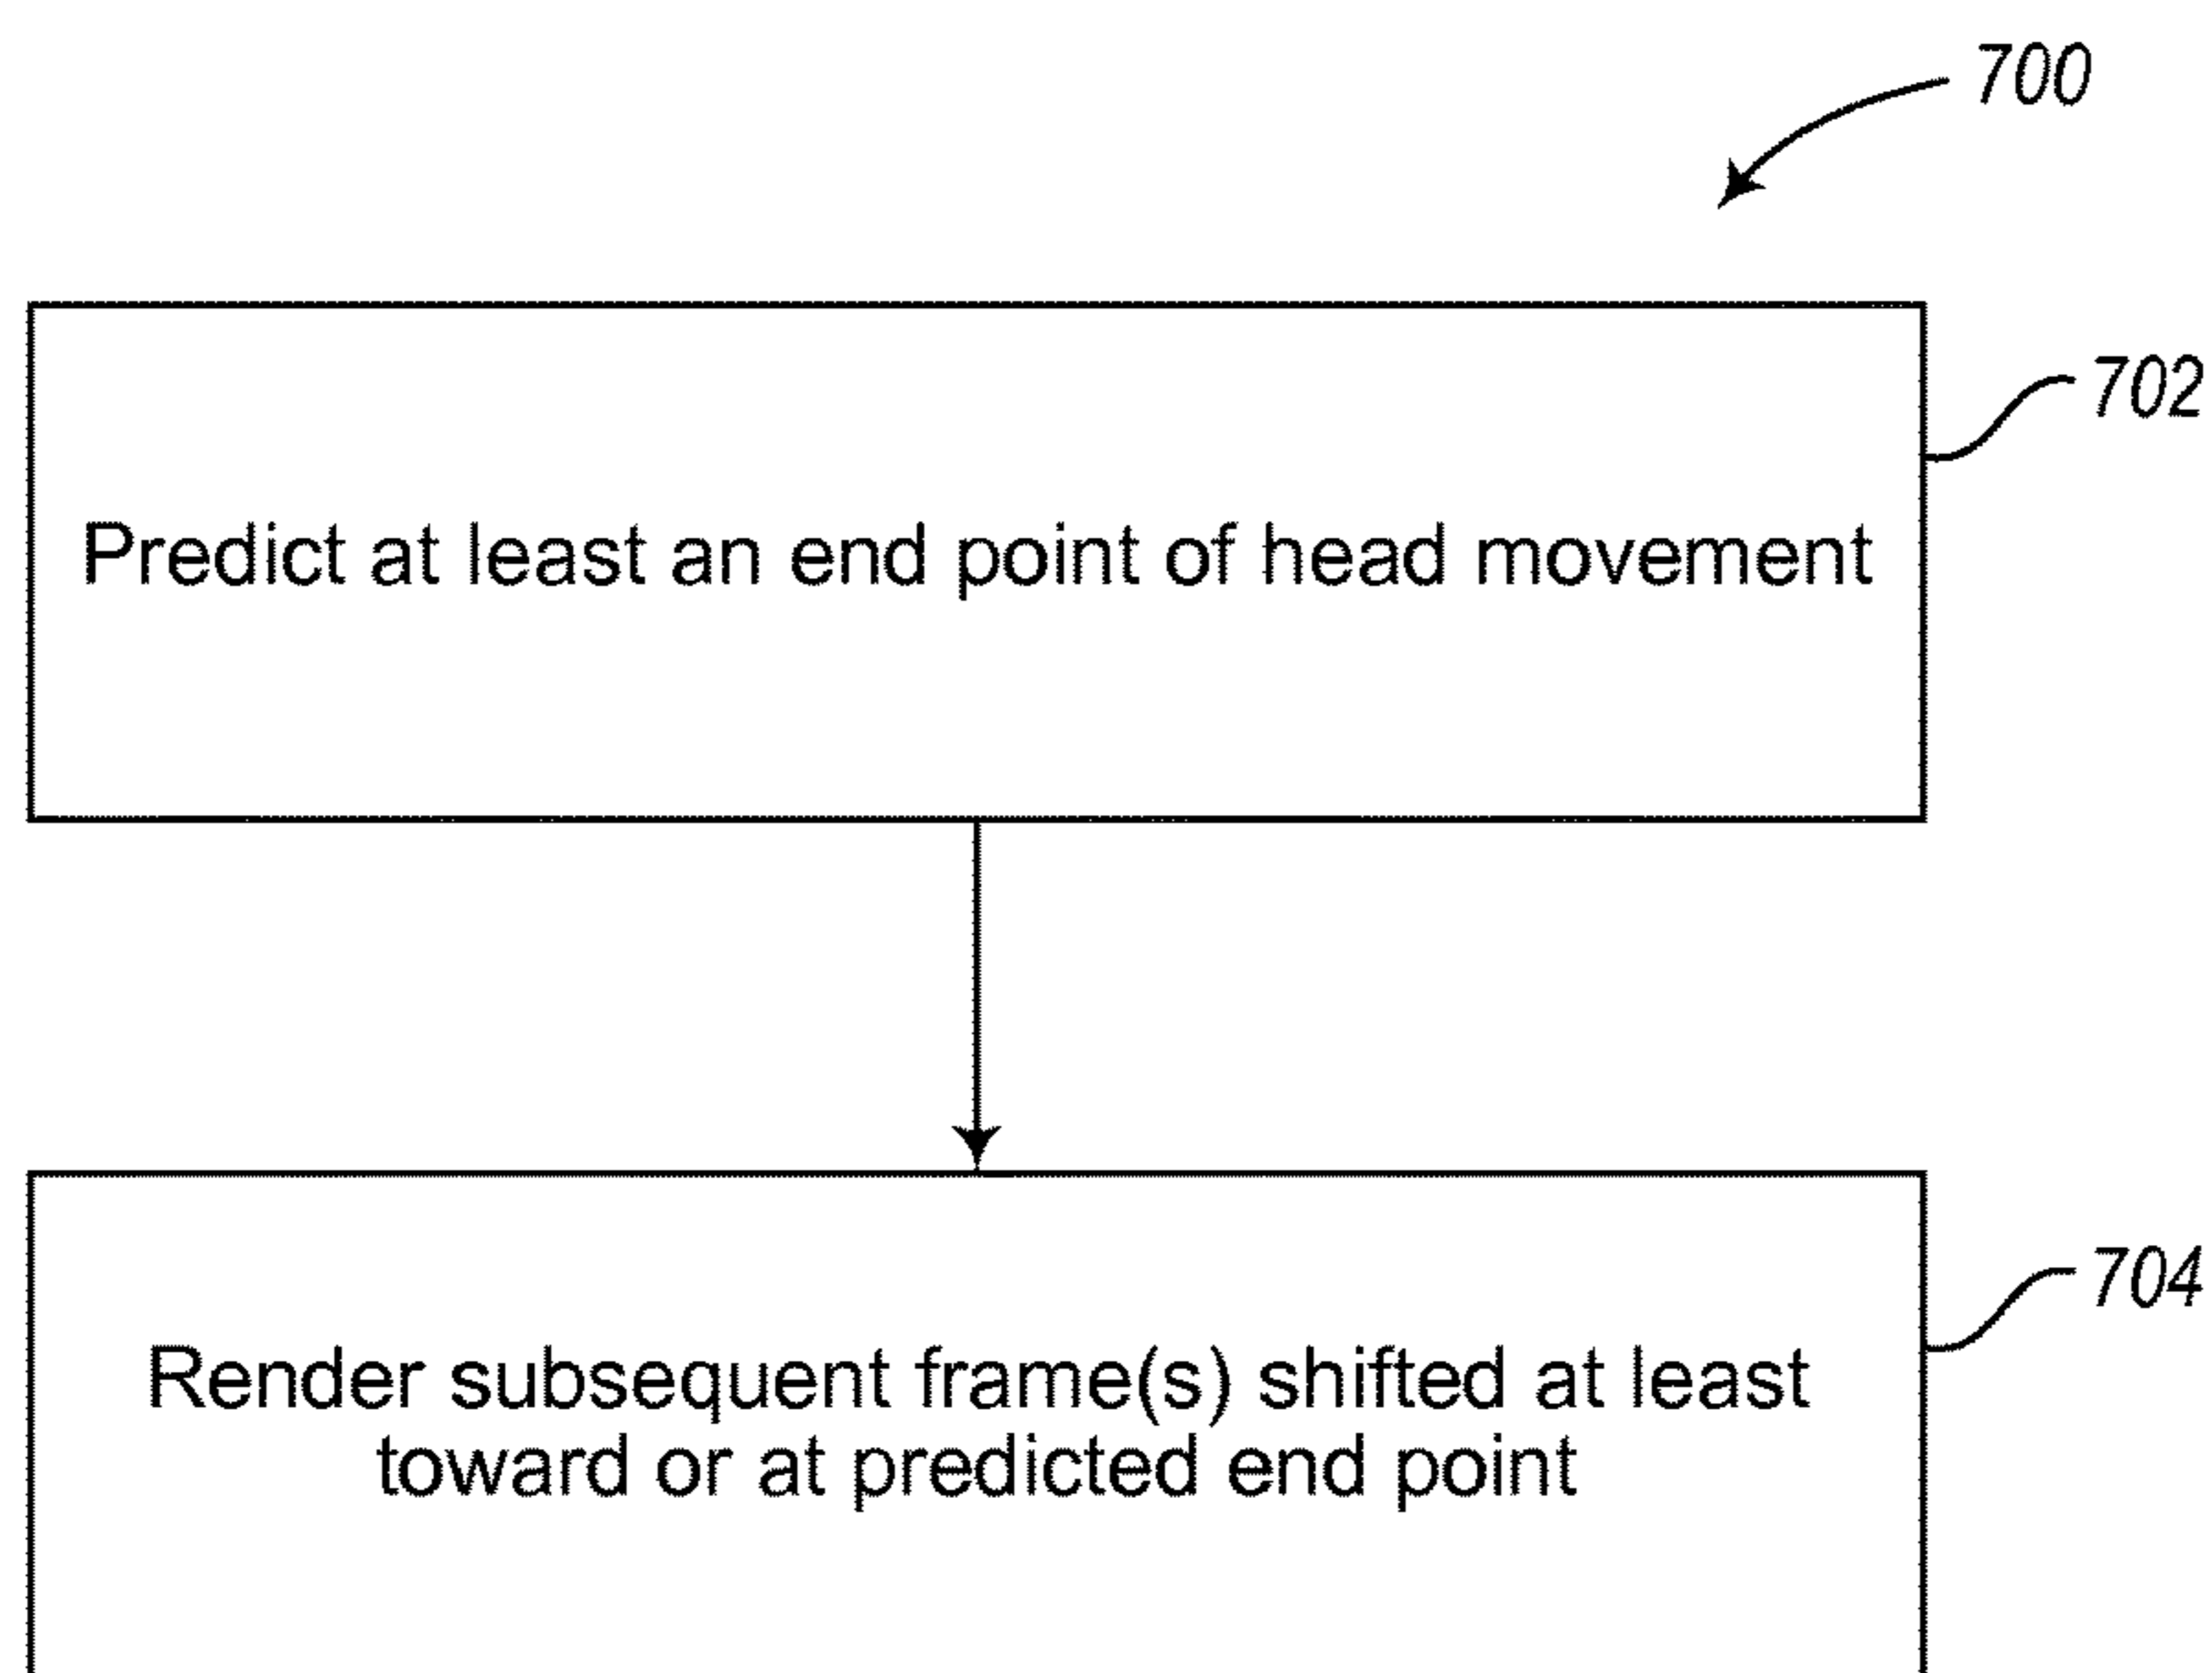 700
702
Predict at least an end point of head movement
704
Render subsequent frame(s) shifted at least
toward or at predicted end point